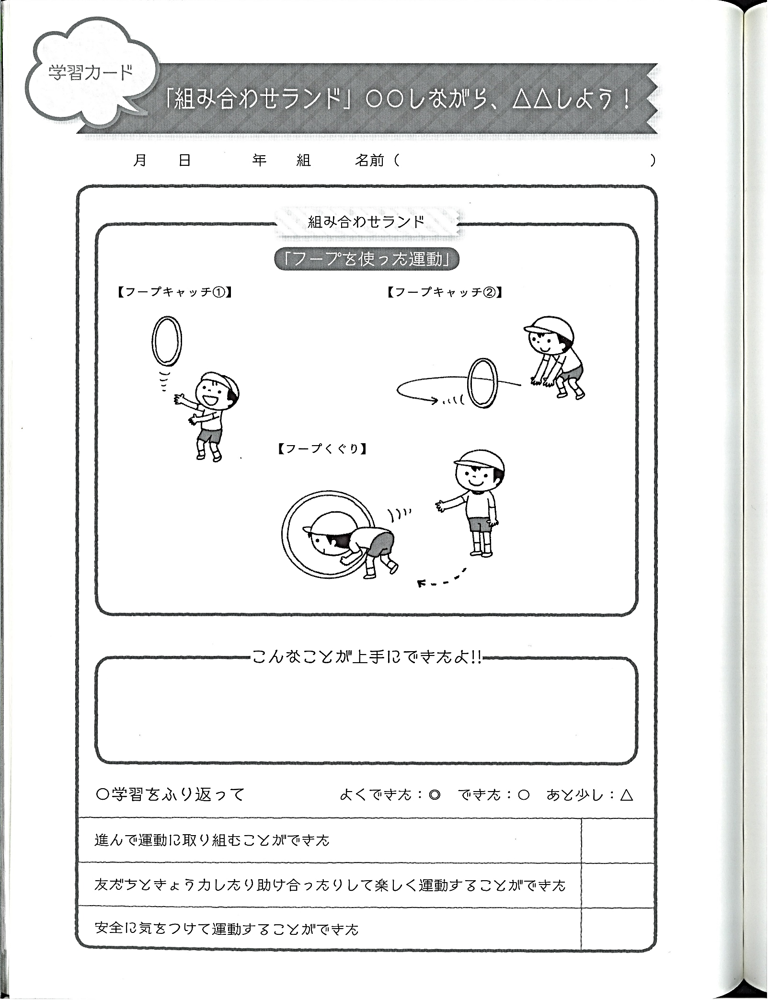 学習カード
「組み合わせランド」○○しながら、△△しよう！
月　日　年　組　名前（　）
組み合わせランド
「フープを使った運動」
【フープキャッチ①】　【フープキャッチ②】
【フープくぐり】
こんなことが上手にできたよ!!
○学習をふり返って　よくできた：◎　できた：○　あと少し：△
進んで運動に取り組むことができた
友だちときょう力したり助け合ったりして楽しく運動することができた
安全に気をつけて運動することができた